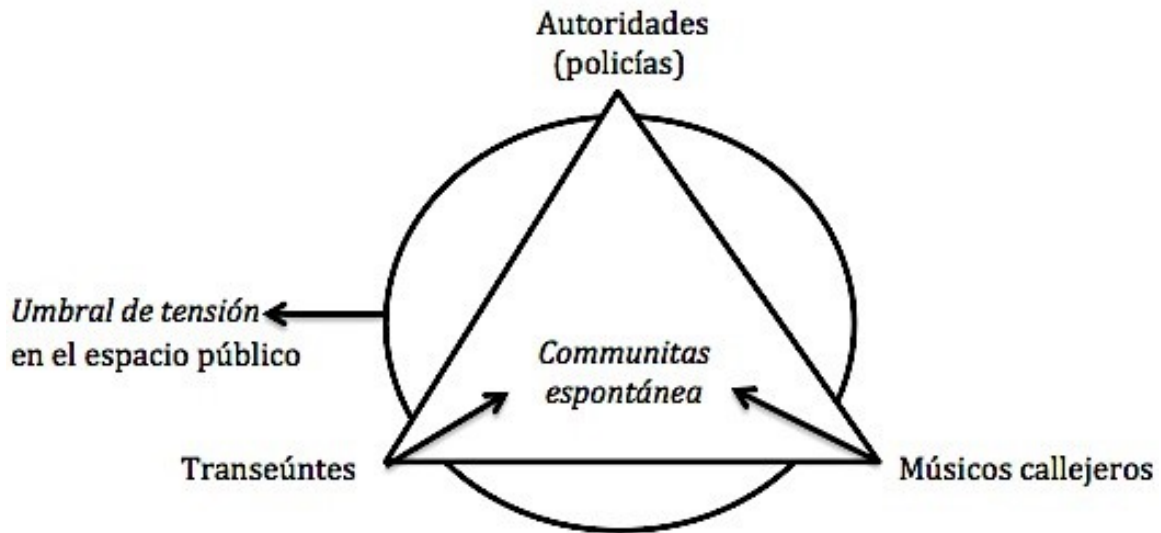 Autoridades
(policías)
Umbral de tensión
en el espacio público
Communitas
espontánea
Transeúntes
Músicos callejeros